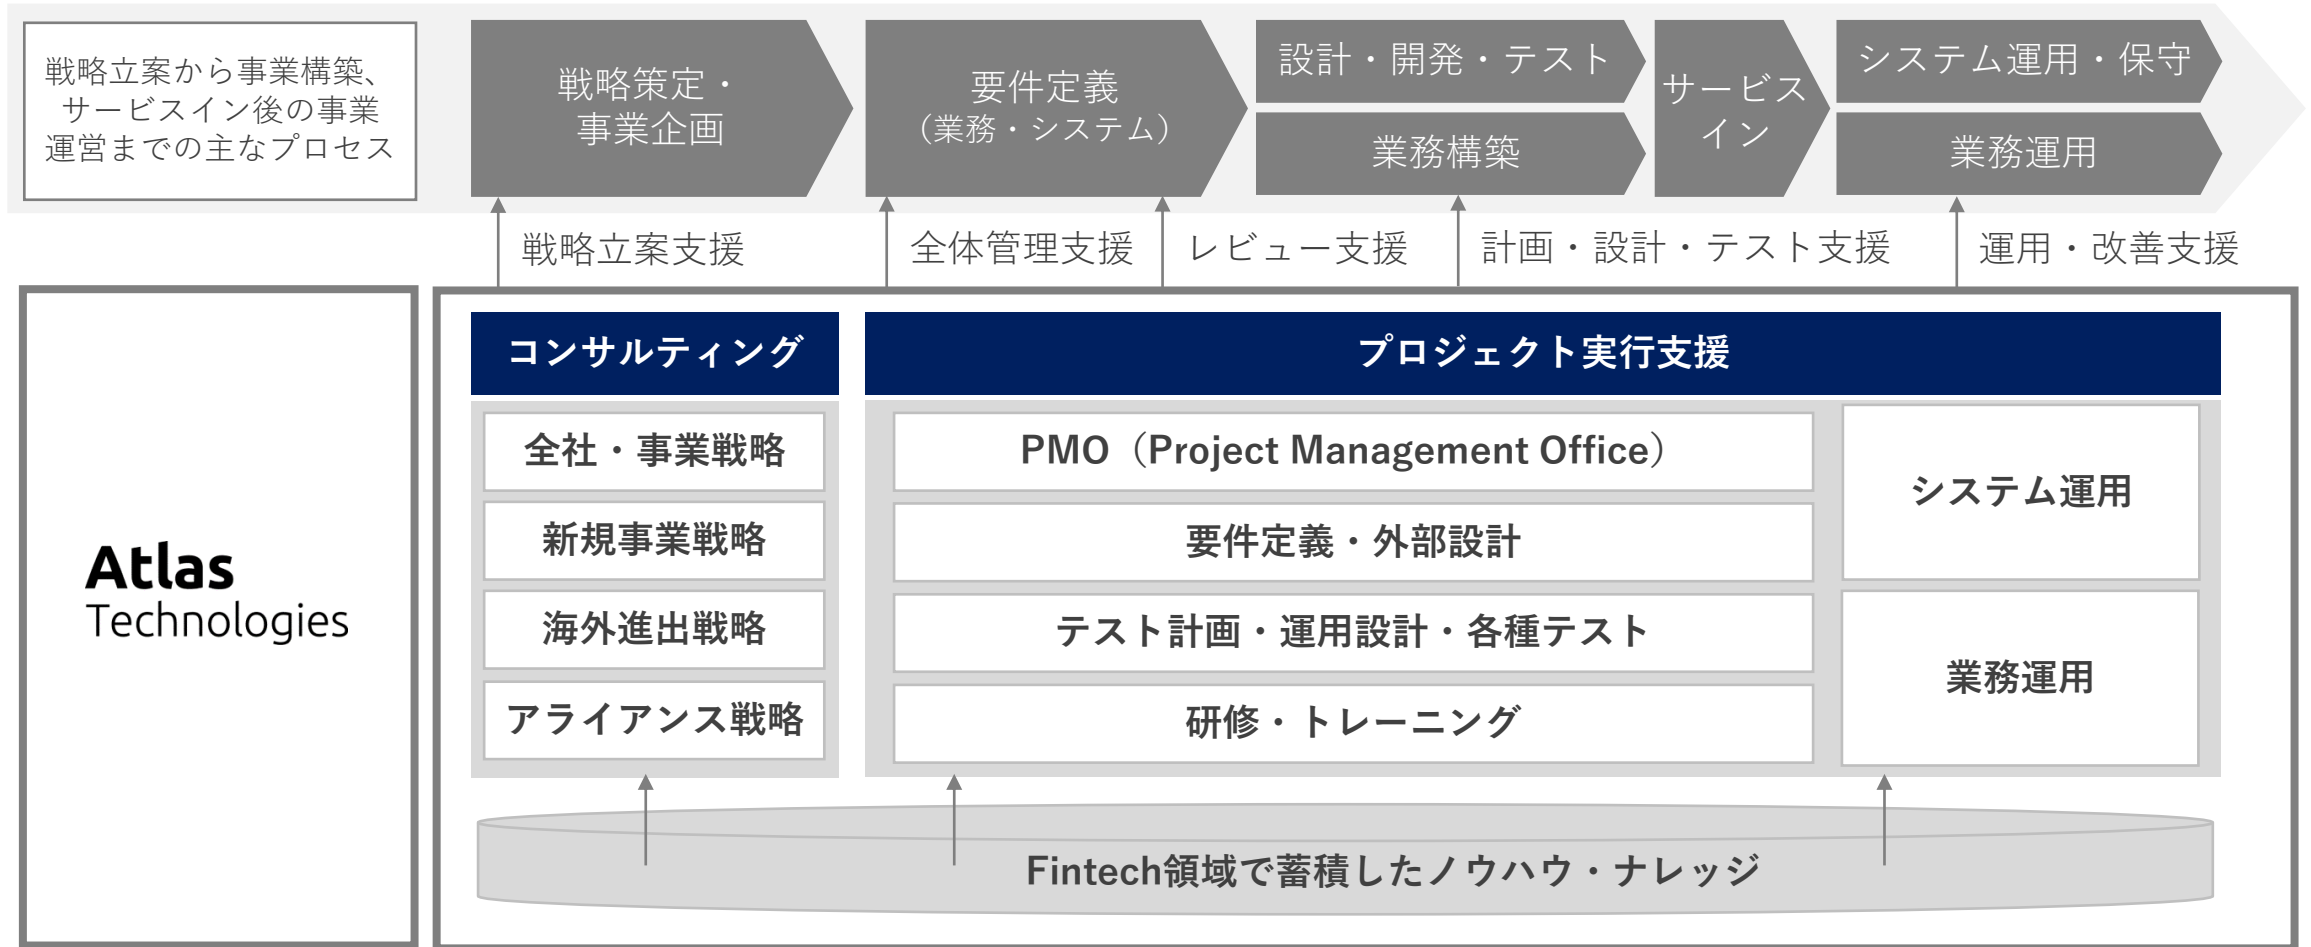 戦略立案から事業構築、
サービスイン後の事業
運営までの主なプロセス
戦略策定・
事業企画
要件定義
（業務・システム）
設計・開発・テスト
業務構築
サービス
イン
システム運用・保守
業務運用
戦略立案支援
全体管理支援
レビュー支援
計画・設計・テスト支援
運用・改善支援
Atlas
Technologies
コンサルティング
全社・事業戦略
新規事業戦略
海外進出戦略
アライアンス戦略
プロジェクト実行支援
PMO（Project Management Office）
要件定義・外部設計
テスト計画・運用設計・各種テスト
研修・トレーニング
システム運用
業務運用
Fintech領域で蓄積したノウハウ・ナレッジ